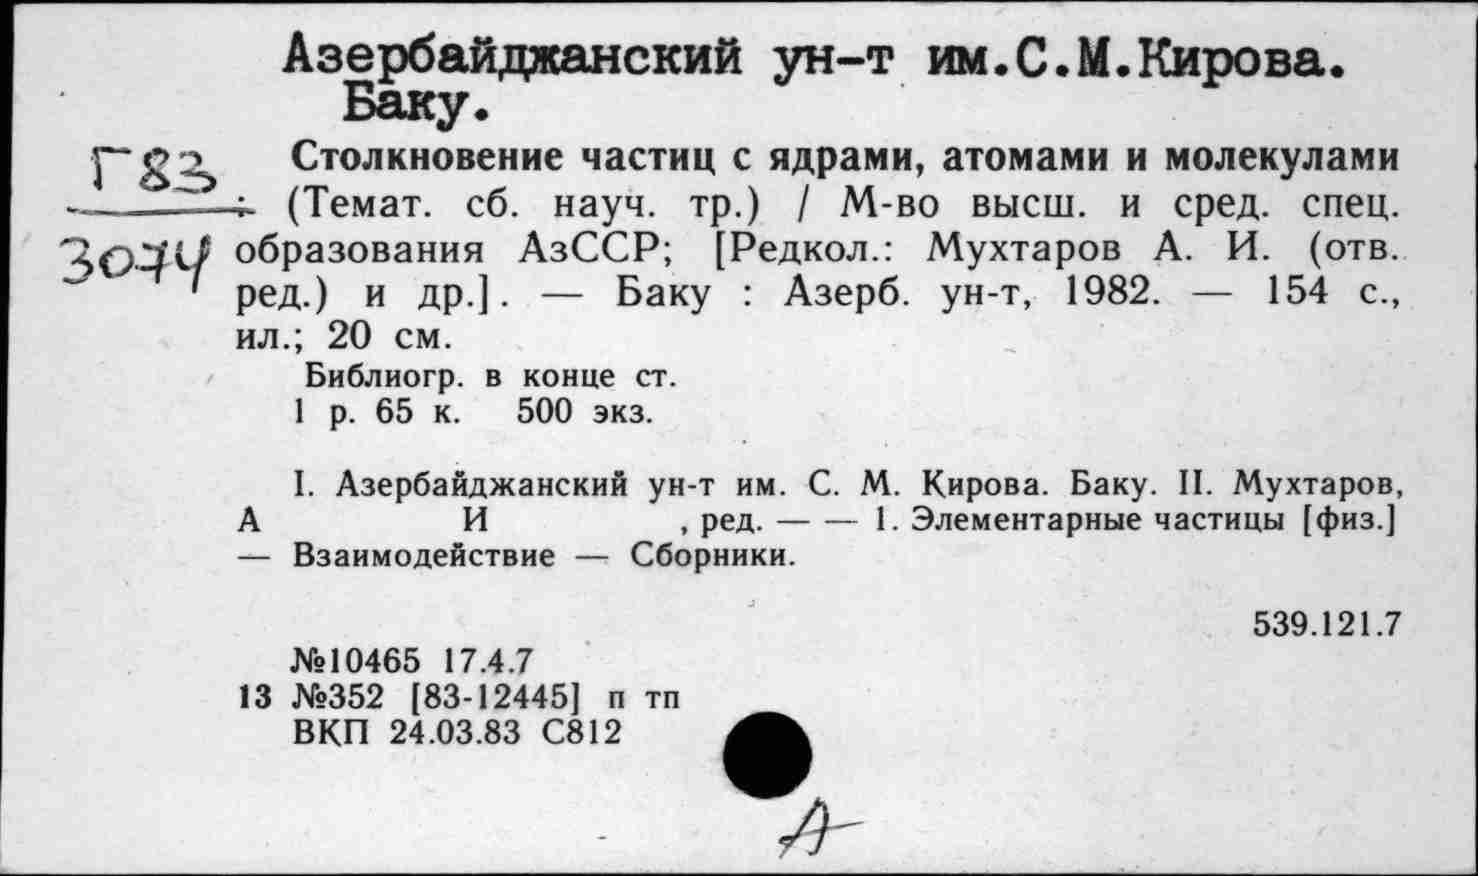 Азербайджанский ун-т им.С.М.Кирова.
Баку.
Г83
3074
Столкновение частиц с ядрами, атомами и молекулами
: (Темат. сб. науч. тр.) / М-во высш. и сред. спец.
образования АзССР; [Редкол.: Мухтаров А. И. (отв.
ред.) и др.]. — Баку : Азерб. ун-т, 1982. — 154 с.,
ил.; 20 см.
Библиогр. в конце ст.
1 р. 65 к. 500 экз.
I. Азербайджанский ун-т им. С. М. Кирова. Баку. II. Мухтаров,
А И , ред. — — 1. Элементарные частицы [физ.]
— Взаимодействие — Сборники.
539.121.7
№10465 17.4.7
13 №352 [83-12445] п тп
ВКП 24.03.83 С812
А